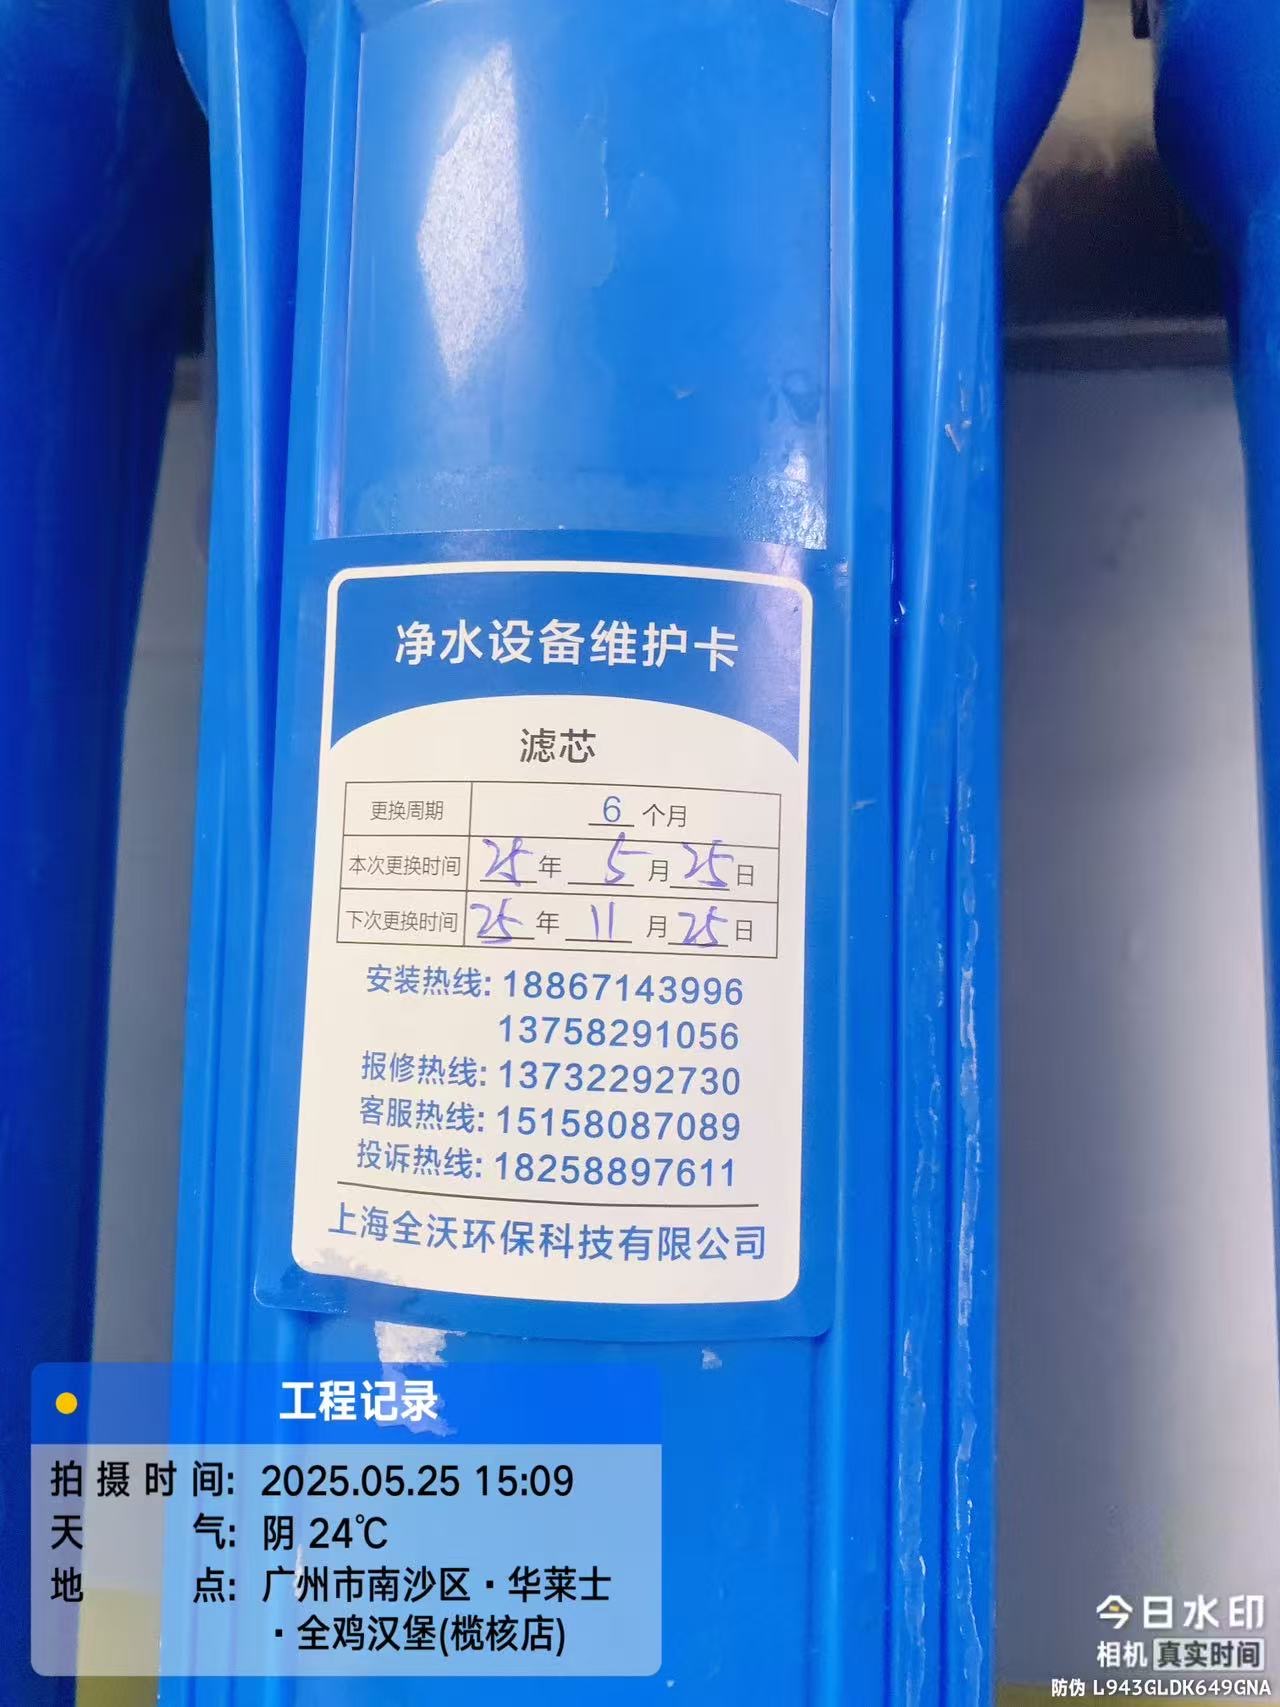 净水设备维护卡
滤芯
更换周期 6 个月
本次更换时间 25 年 5 月 25 日
下次更换时间 25 年 11 月 25 日
安装热线: 18867143996
13758291056
报修热线: 13732292730
客服热线: 15158087089
投诉热线: 18258897611
上海全沃环保科技有限公司
工程记录
拍摄时间: 2025.05.25 15:09
天气: 阴 24℃
地点: 广州市南沙区·华莱士
·全鸡汉堡(榄核店)
今日水印
相机 真实时间
防伪 L943GLDK649GNA